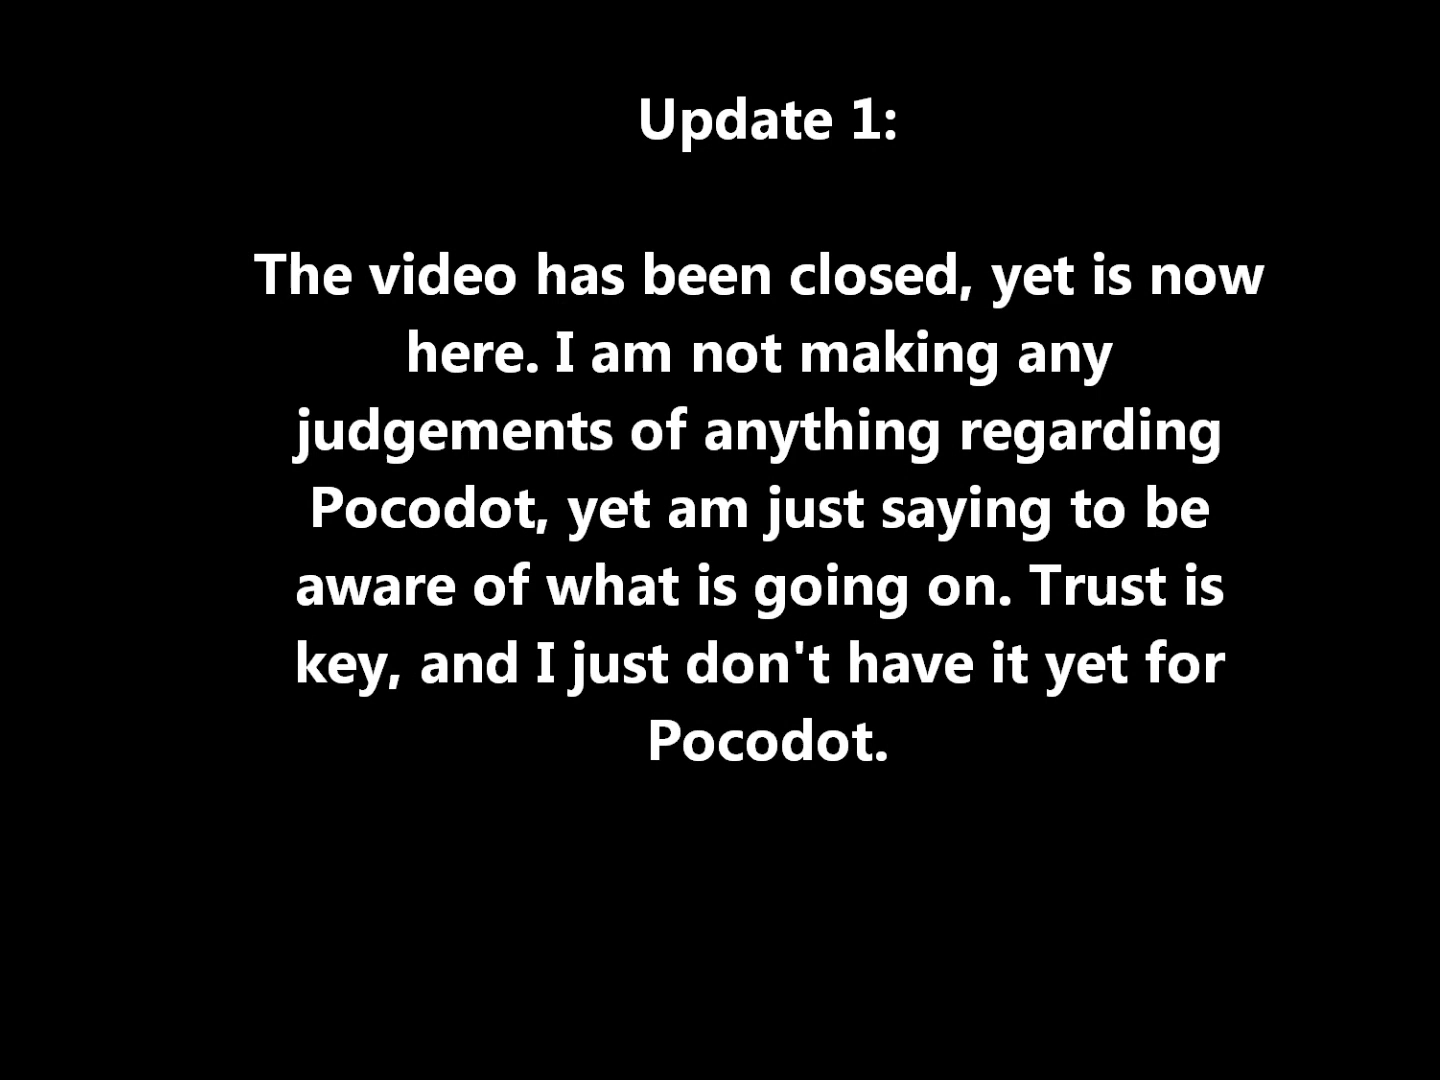 Update 1:
The video has been closed, yet is now
here. I am not making any
judgements of anything regarding
Pocodot, yet am just saying to be
aware of what is going on. Trust is
key, and I just don't have it yet for
Pocodot.